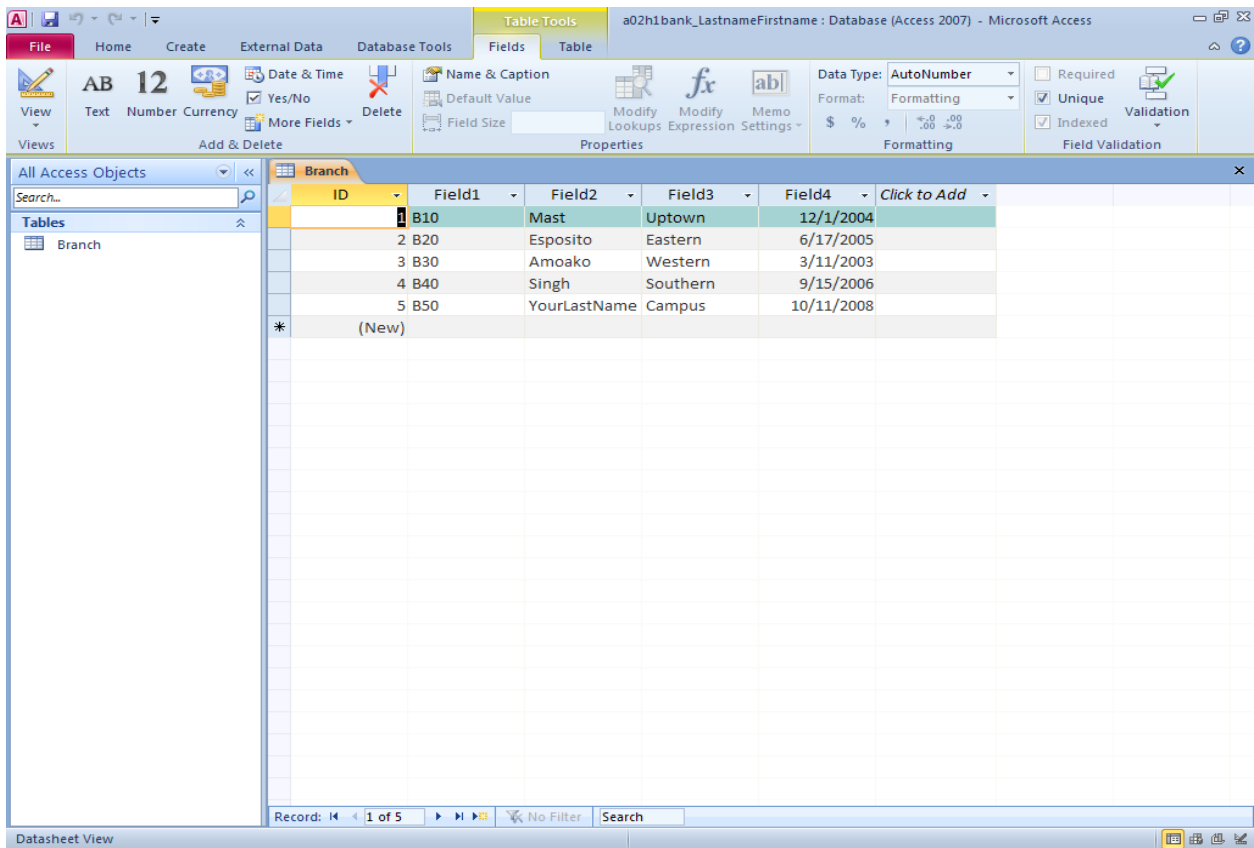 Table Tools a02h1bank_LastnameFirstname : Database (Access 2007) - Microsoft Access
File Home Create External Data Database Tools Fields Table
View
Views
AB Text
12 Number
Currency
Date & Time
Yes/No
More Fields
Delete
Add & Delete
Name & Caption
Default Value
Field Size
Modify Lookups
fx Modify Expression
ab Memo Settings
Properties
Data Type: AutoNumber
Format: Formatting
$ % , .0 .00 .00 .0
Formatting
Required
Unique
Indexed
Validation
Field Validation
All Access Objects
Search...
Tables
Branch
Branch
ID Field1 Field2 Field3 Field4 Click to Add
1 B10 Mast Uptown 12/1/2004
2 B20 Esposito Eastern 6/17/2005
3 B30 Amoako Western 3/11/2003
4 B40 Singh Southern 9/15/2006
5 B50 YourLastName Campus 10/11/2008
* (New)
Record: 1 of 5 No Filter Search
Datasheet View